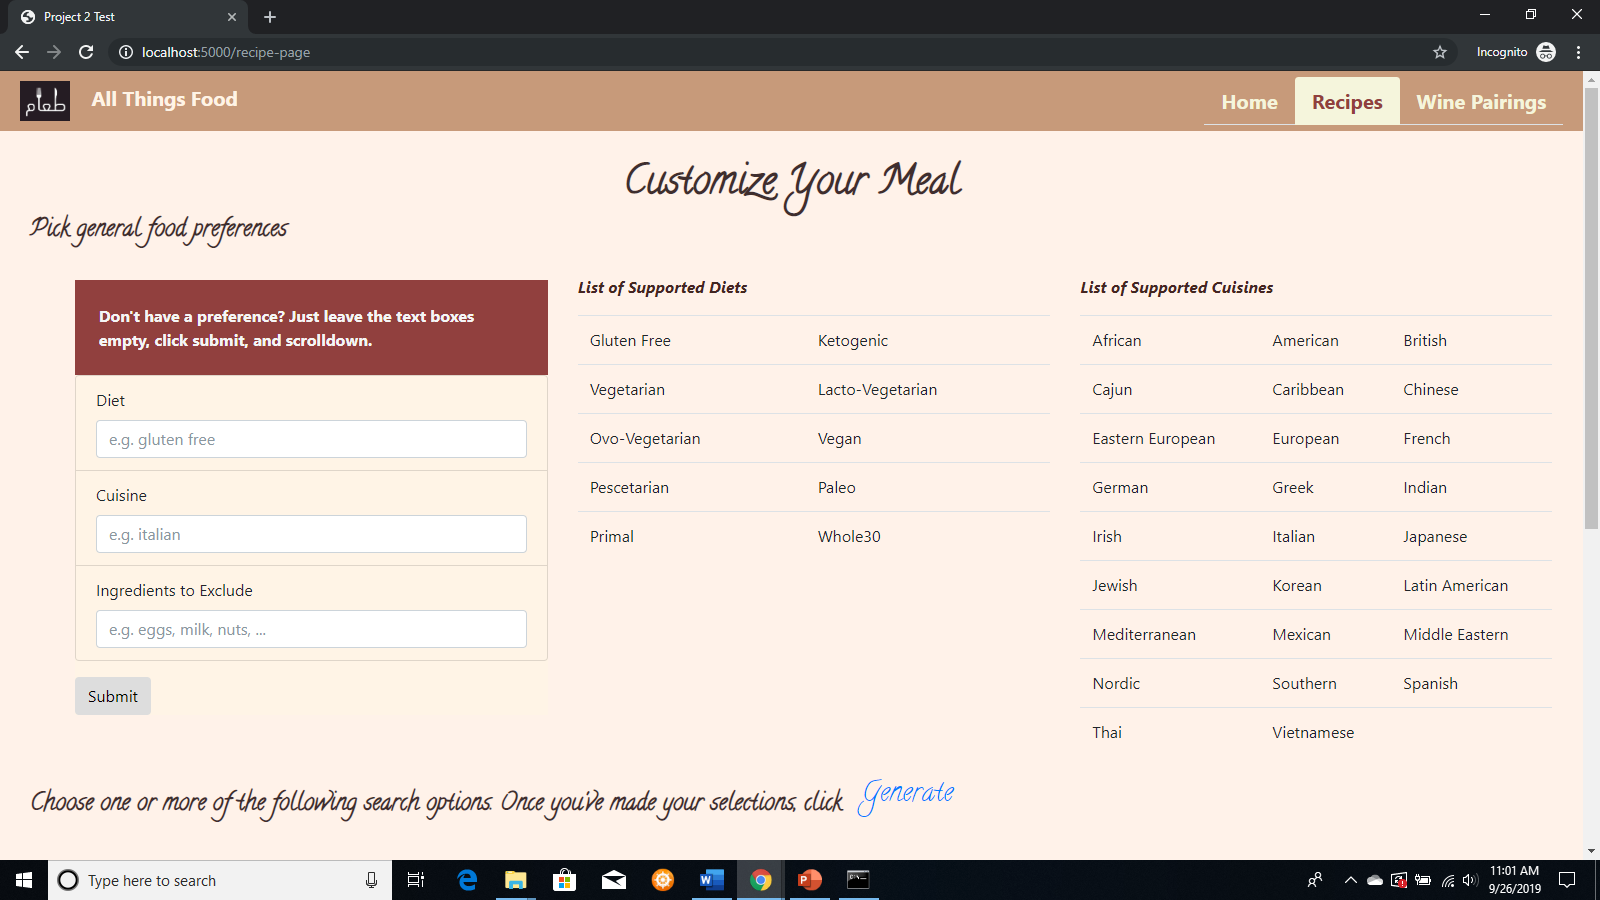 Project 2 Test
localhost:5000/recipe-page
Incognito
طعام
All Things Food
Home
Recipes
Wine Pairings
Customize Your Meal
Pick general food preferences
Don't have a preference? Just leave the text boxes
empty, click submit, and scrolldown.
Diet
e.g. gluten free
Cuisine
e.g. italian
Ingredients to Exclude
e.g. eggs, milk, nuts, ...
Submit
List of Supported Diets
Gluten Free Ketogenic
Vegetarian Lacto-Vegetarian
Ovo-Vegetarian Vegan
Pescetarian Paleo
Primal Whole30
List of Supported Cuisines
African American British
Cajun Caribbean Chinese
Eastern European European French
German Greek Indian
Irish Italian Japanese
Jewish Korean Latin American
Mediterranean Mexican Middle Eastern
Nordic Southern Spanish
Thai Vietnamese
Choose one or more of the following search options. Once you've made your selections, click Generate
Type here to search
11:01 AM
9/26/2019